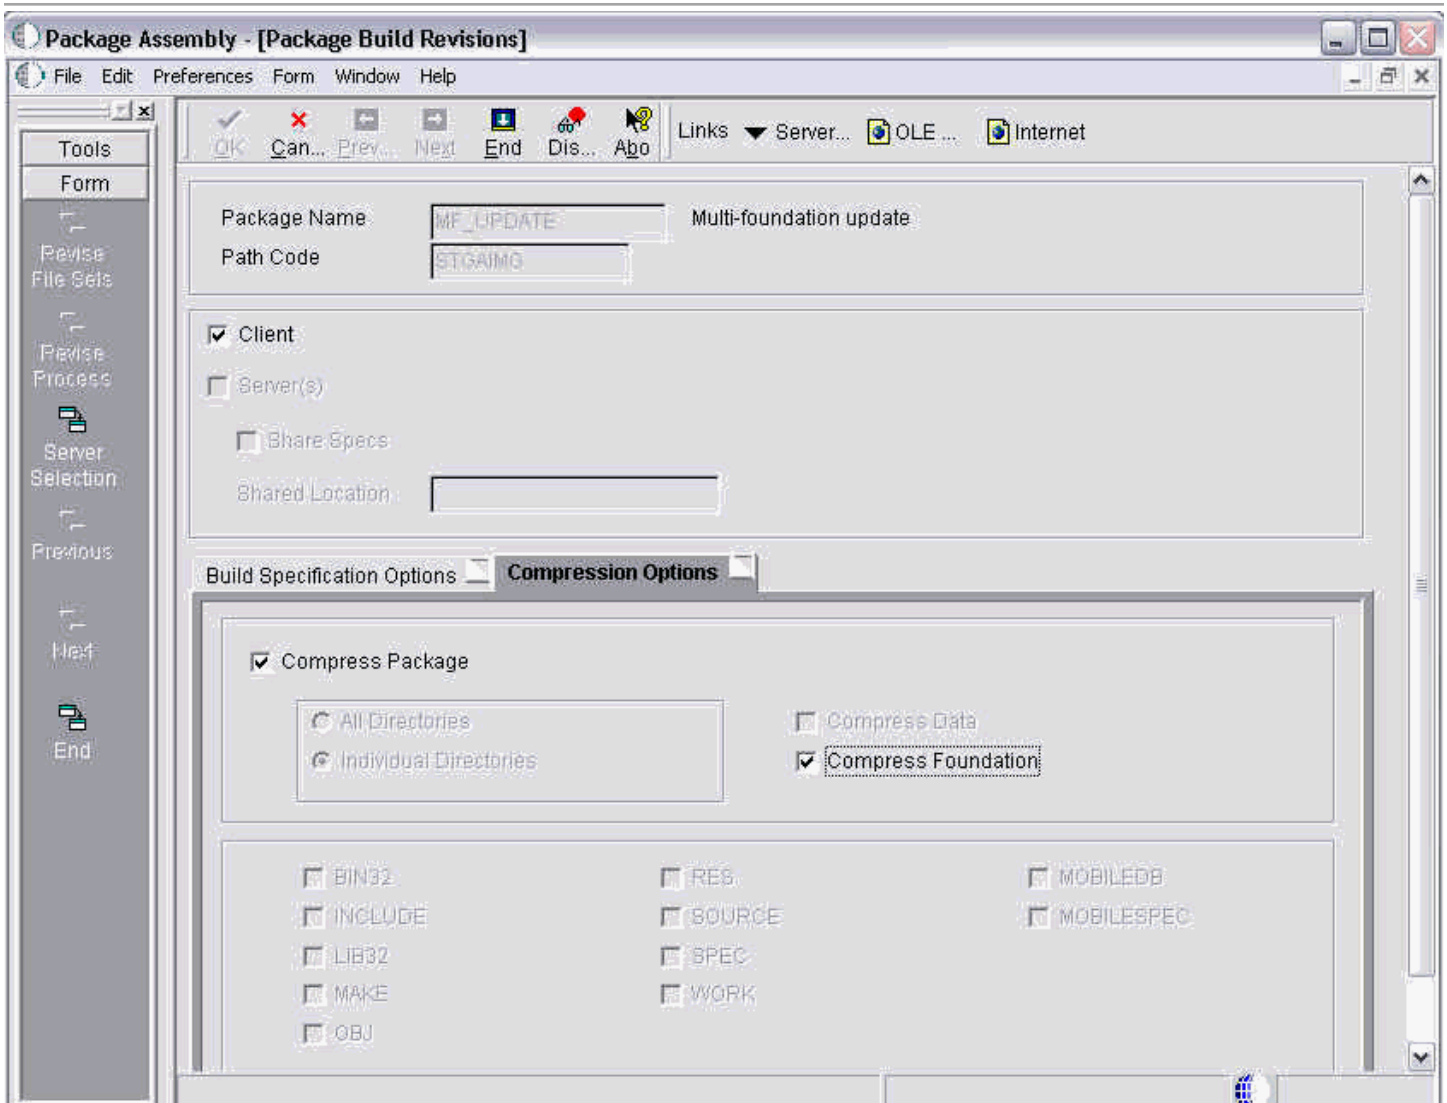 Package Assembly - [Package Build Revisions]
File Edit Preferences Form Window Help
OK Can... Prev... Next End Dis... Abo Links Server... OLE ... Internet
Tools
Form
Revise
File Sets
Revise
Process
Server
Selection
Previous
Next
End
Package Name MF_UPDATE Multi-foundation update
Path Code STGAIMG
Client
Server(s)
Share Specs
Shared Location
Build Specification Options Compression Options
Compress Package
All Directories Compress Data
Individual Directories Compress Foundation
BIN32 RES MOBILEDB
INCLUDE SOURCE MOBILESPEC
LIB32 SPEC
MAKE WORK
OBJ